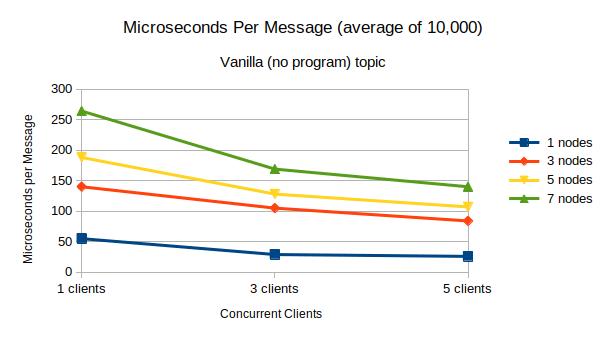 Microseconds Per Message (average of 10,000)
Vanilla (no program) topic
Microseconds per Message
300
250
200
150
100
50
0
1 clients
3 clients
5 clients
Concurrent Clients
1 nodes
3 nodes
5 nodes
7 nodes